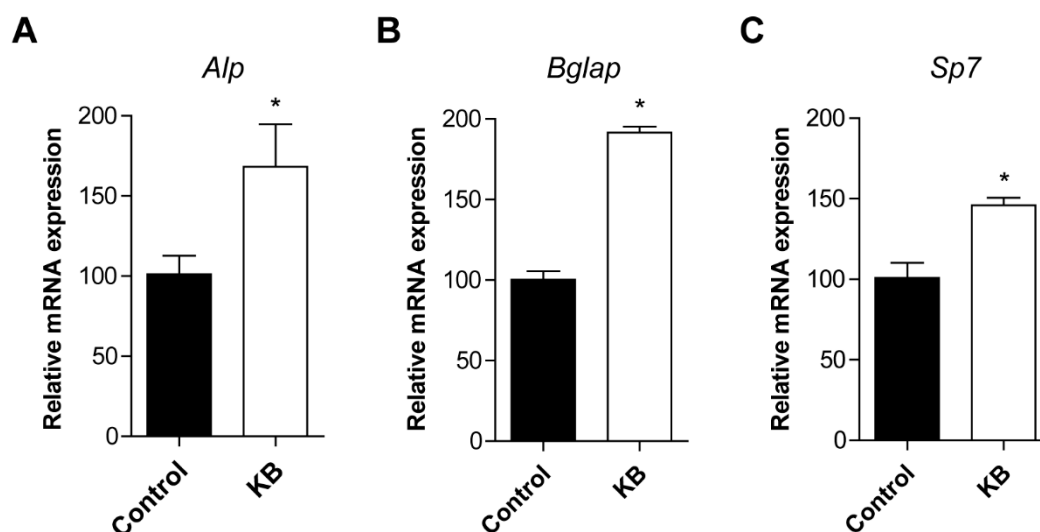 A
Alp
Relative mRNA expression
200
150
100
50
0
*
Control
KB
B
Bglap
Relative mRNA expression
200
150
100
50
0
*
Control
KB
C
Sp7
Relative mRNA expression
200
150
100
50
0
*
Control
KB